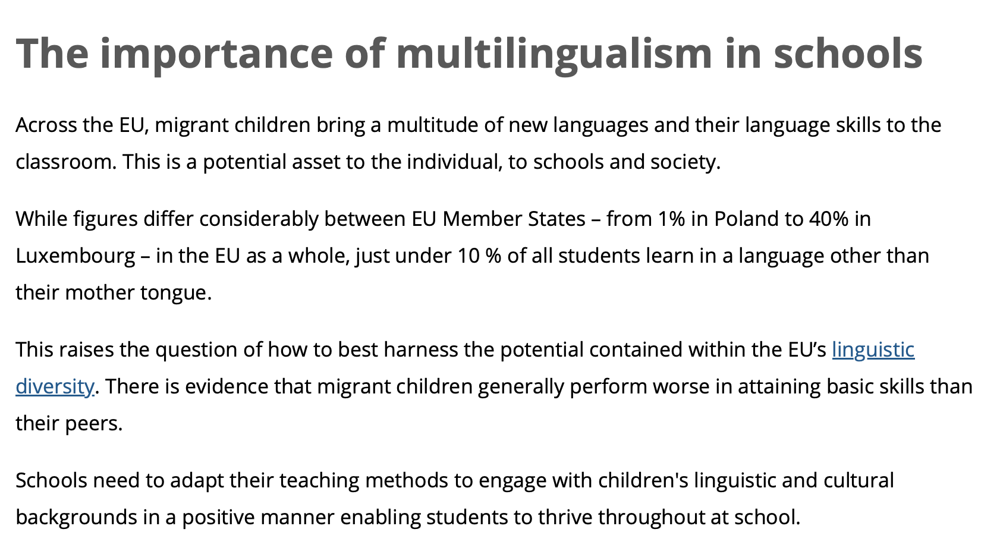 The importance of multilingualism in schools
Across the EU, migrant children bring a multitude of new languages and their language skills to the
classroom. This is a potential asset to the individual, to schools and society.
While figures differ considerably between EU Member States – from 1% in Poland to 40% in
Luxembourg – in the EU as a whole, just under 10 % of all students learn in a language other than
their mother tongue.
This raises the question of how to best harness the potential contained within the EU’s linguistic
diversity. There is evidence that migrant children generally perform worse in attaining basic skills than
their peers.
Schools need to adapt their teaching methods to engage with children's linguistic and cultural
backgrounds in a positive manner enabling students to thrive throughout at school.